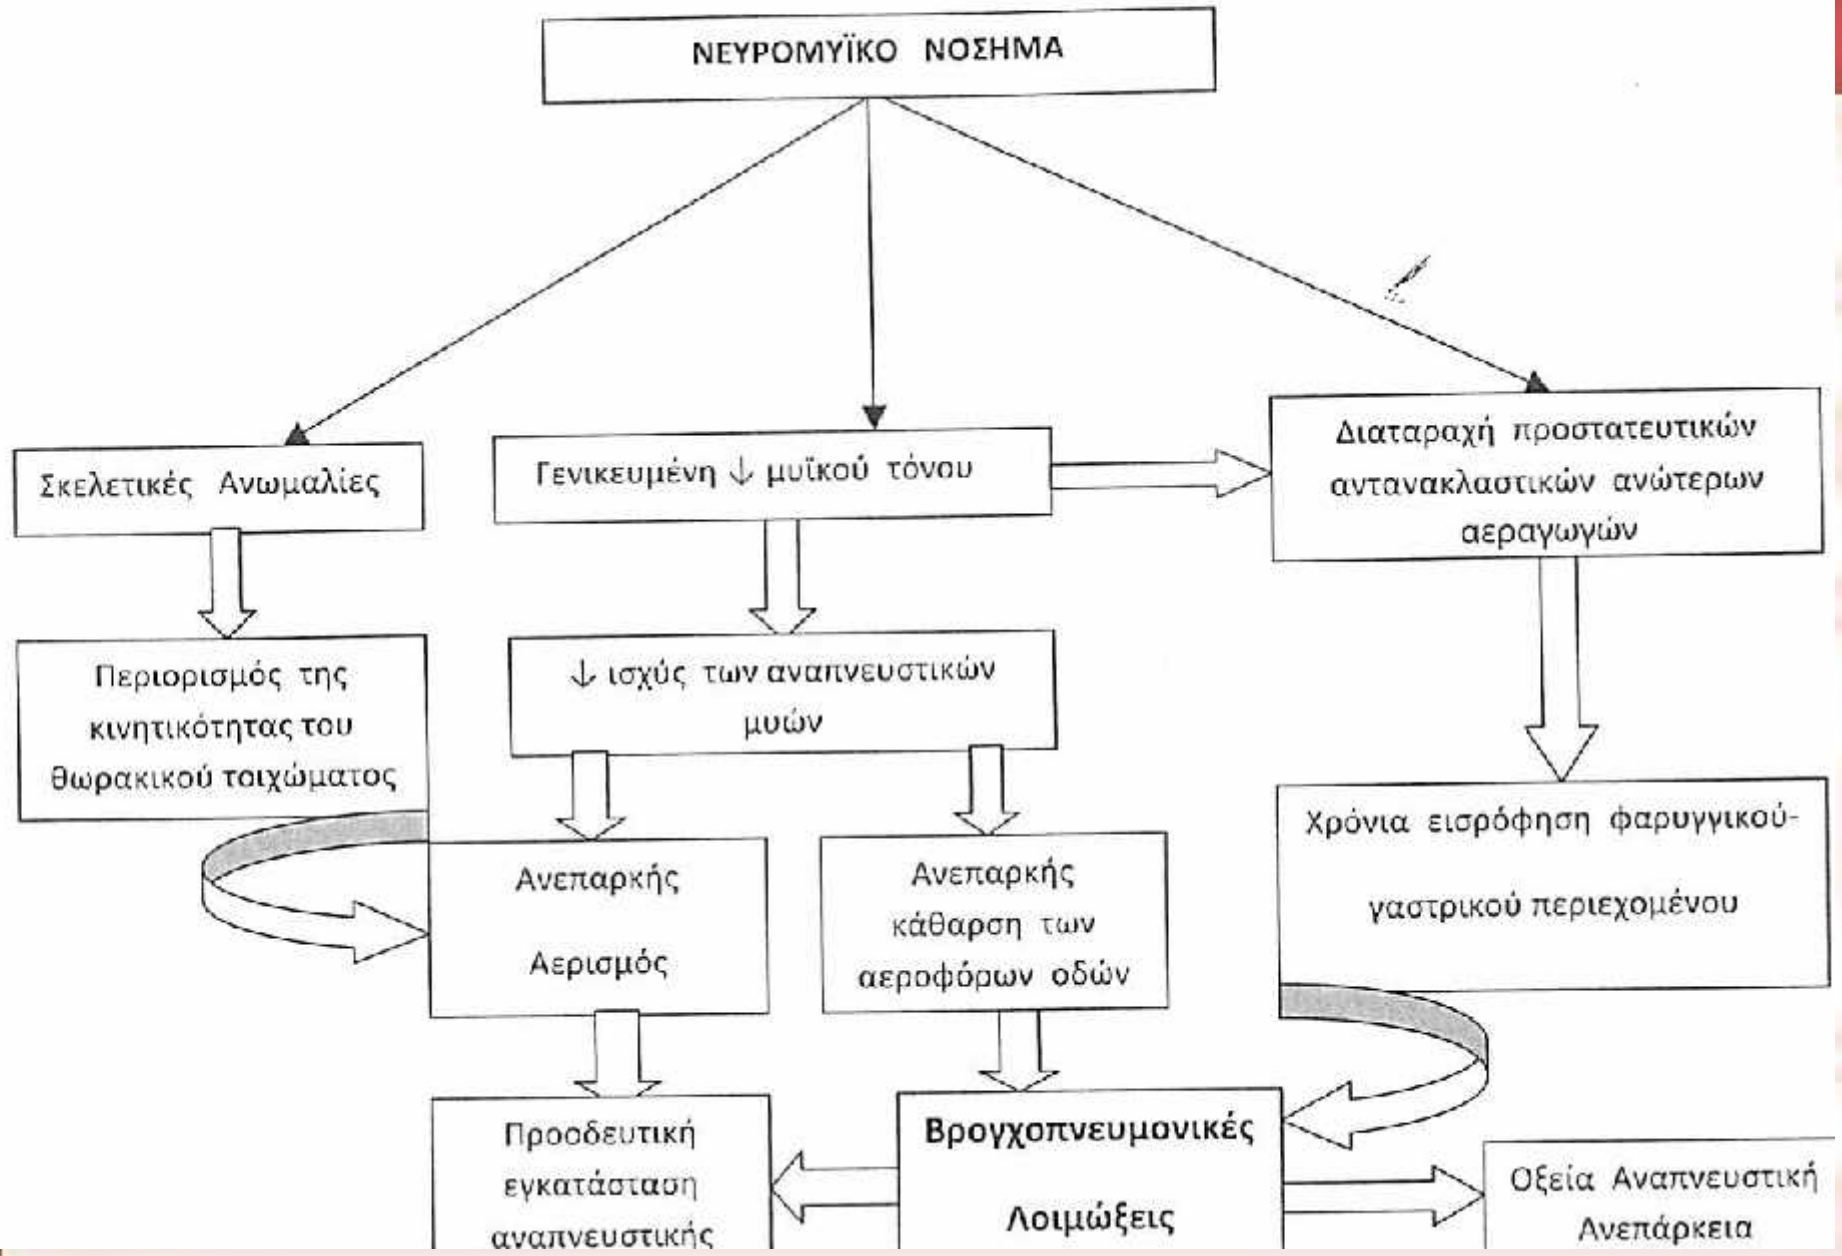 ΝΕΥΡΟΜΥΪΚΟ ΝΟΣΗΜΑ
Σκελετικές Ανωμαλίες
Γενικευμένη ↓ μυϊκού τόνου
Διαταραχή προστατευτικών
αντανακλαστικών ανώτερων
αεραγωγών
Περιορισμός της
κινητικότητας του
θωρακικού τοιχώματος
↓ ισχύς των αναπνευστικών
μυών
Χρόνια εισρόφηση φαρυγγικού-
γαστρικού περιεχομένου
Ανεπαρκής
Αερισμός
Ανεπαρκής
κάθαρση των
αεροφόρων οδών
Προοδευτική
εγκατάσταση
αναπνευστικής
Βρογχοπνευμονικές
Λοιμώξεις
Οξεία Αναπνευστική
Ανεπάρκεια